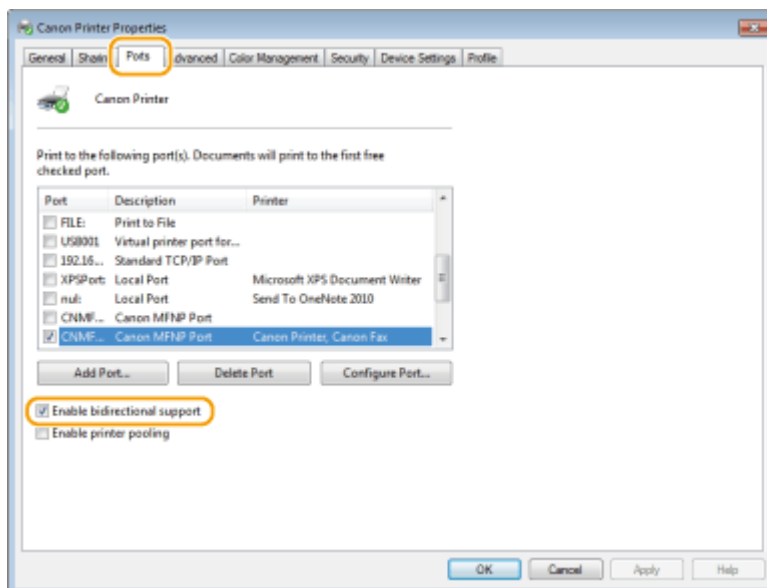 Canon Printer Properties
General Sharin Ports dvanced Color Management Security Device Settings Profile
Canon Printer
Print to the following port(s). Documents will print to the first free
checked port.
Port Description Printer
FILE: Print to File
USB001 Virtual printer port for...
192.16... Standard TCP/IP Port
XPSPort: Local Port Microsoft XPS Document Writer
nul: Local Port Send To OneNote 2010
CNMF... Canon MFNP Port
CNMF... Canon MFNP Port Canon Printer, Canon Fax
Add Port... Delete Port Configure Port...
Enable bidirectional support
Enable printer pooling
OK Cancel Apply Help